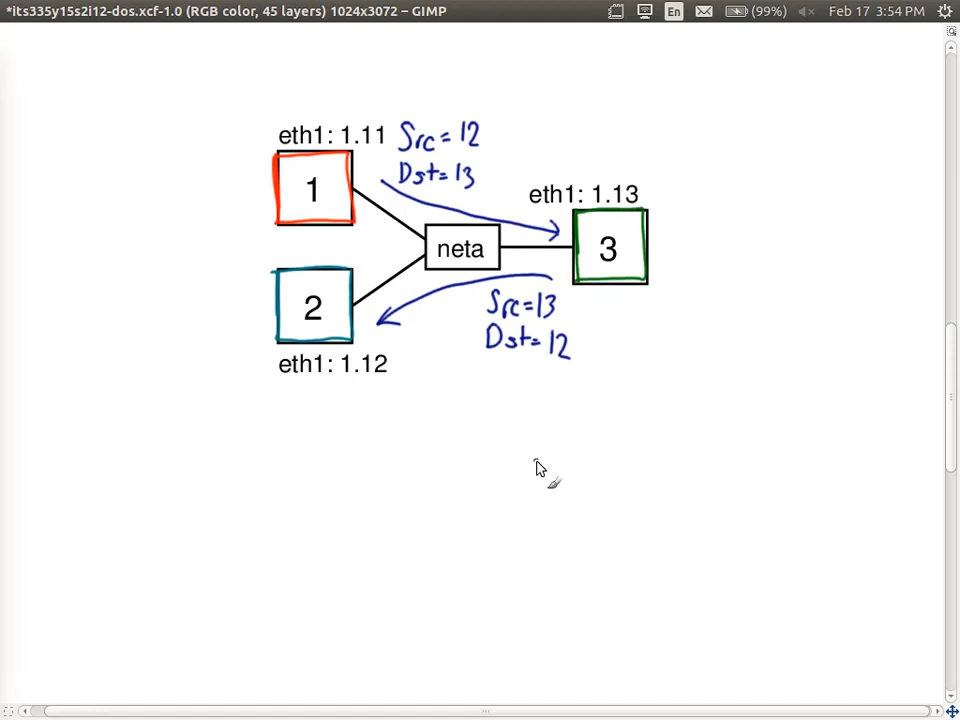 *its335y15s2i12-dos.xcf-1.0 (RGB color, 45 layers) 1024x3072 – GIMP
En
(99%)
Feb 17 3:54 PM
eth1: 1.11
Src = 12
Dst = 13
1
eth1: 1.13
neta
3
2
Src = 13
Dst = 12
eth1: 1.12